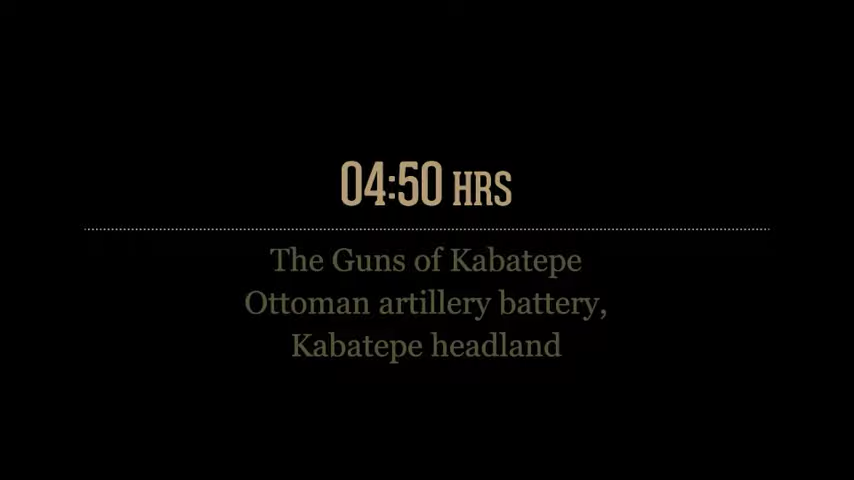 04:50 HRS
The Guns of Kabatepe
Ottoman artillery battery,
Kabatepe headland